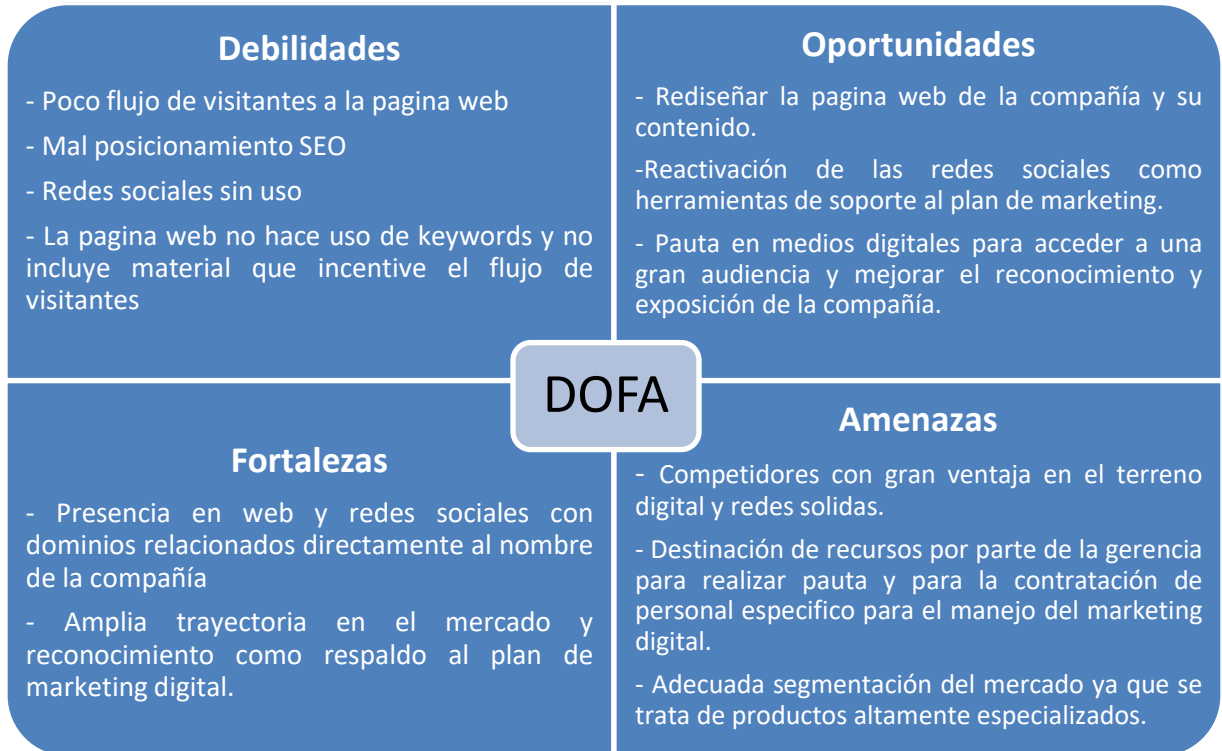 Debilidades
- Poco flujo de visitantes a la pagina web
- Mal posicionamiento SEO
- Redes sociales sin uso
- La pagina web no hace uso de keywords y no
incluye material que incentive el flujo de
visitantes
Oportunidades
- Rediseñar la pagina web de la compañía y su
contenido.
-Reactivación de las redes sociales como
herramientas de soporte al plan de marketing.
- Pauta en medios digitales para acceder a una
gran audiencia y mejorar el reconocimiento y
exposición de la compañía.
DOFA
Fortalezas
- Presencia en web y redes sociales con
dominios relacionados directamente al nombre
de la compañía
- Amplia trayectoria en el mercado y
reconocimiento como respaldo al plan de
marketing digital.
Amenazas
- Competidores con gran ventaja en el terreno
digital y redes solidas.
- Destinación de recursos por parte de la gerencia
para realizar pauta y para la contratación de
personal especifico para el manejo del marketing
digital.
- Adecuada segmentación del mercado ya que se
trata de productos altamente especializados.